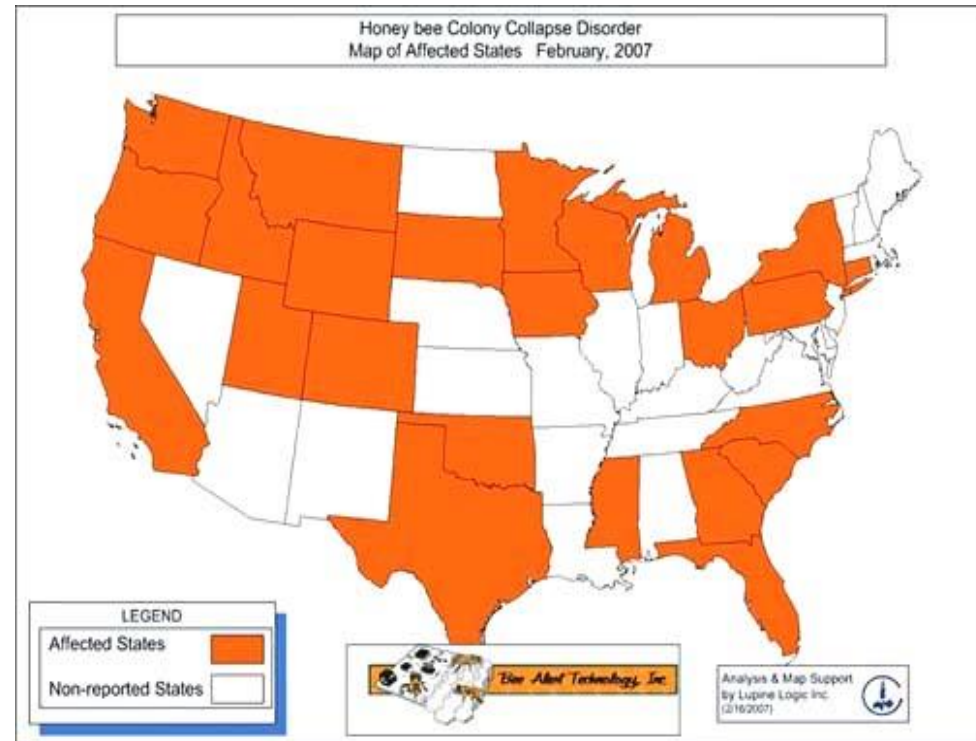 Honey bee Colony Collapse Disorder
Map of Affected States February, 2007
LEGEND
Affected States
Non-reported States
Bee Alert Technology, Inc.
Analysis & Map Support
by Lupine Logic Inc.
(2/16/2007)